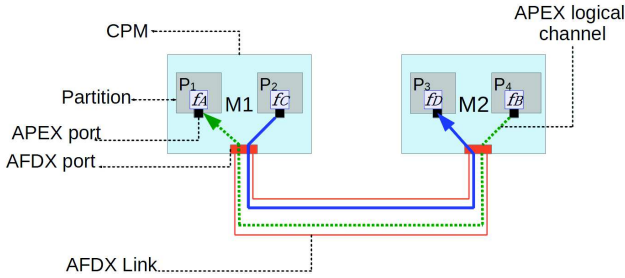 APEX logical
channel
CPM
P1
fA
P2
fC
M1
P3
fD
P4
fB
M2
Partition
APEX port
AFDX port
AFDX Link